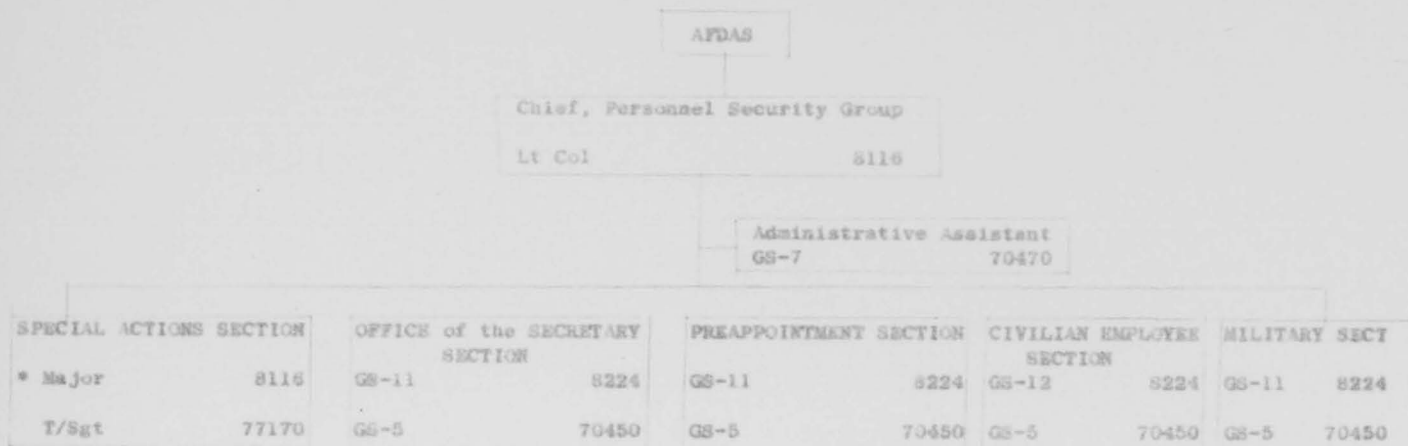 AFDAS
Chief, Personnel Security Group
Lt Col 8116
Administrative Assistant
GS-7 70470
SPECIAL ACTIONS SECTION
* Major 8116
T/Sgt 77170
OFFICE of the SECRETARY
SECTION
GS-11 8224
GS-5 70450
PREAPPOINTMENT SECTION
GS-11 8224
GS-5 70450
CIVILIAN EMPLOYEE
SECTION
GS-12 8224
GS-5 70450
MILITARY SECT
GS-11 8224
GS-5 70450